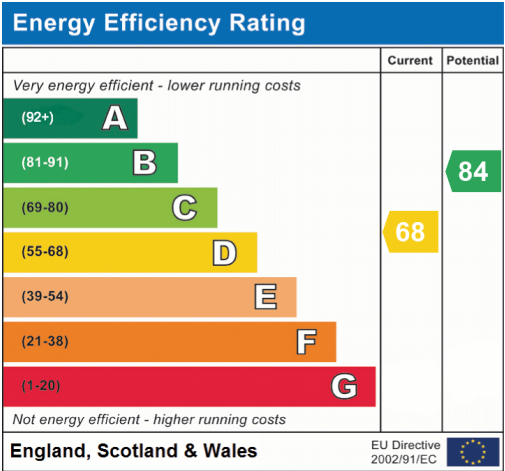 Energy Efficiency Rating
Current Potential
Very energy efficient - lower running costs
(92+) A
(81-91) B
84
(69-80) C
(55-68) D
68
(39-54) E
(21-38) F
(1-20) G
Not energy efficient - higher running costs
England, Scotland & Wales
EU Directive
2002/91/EC